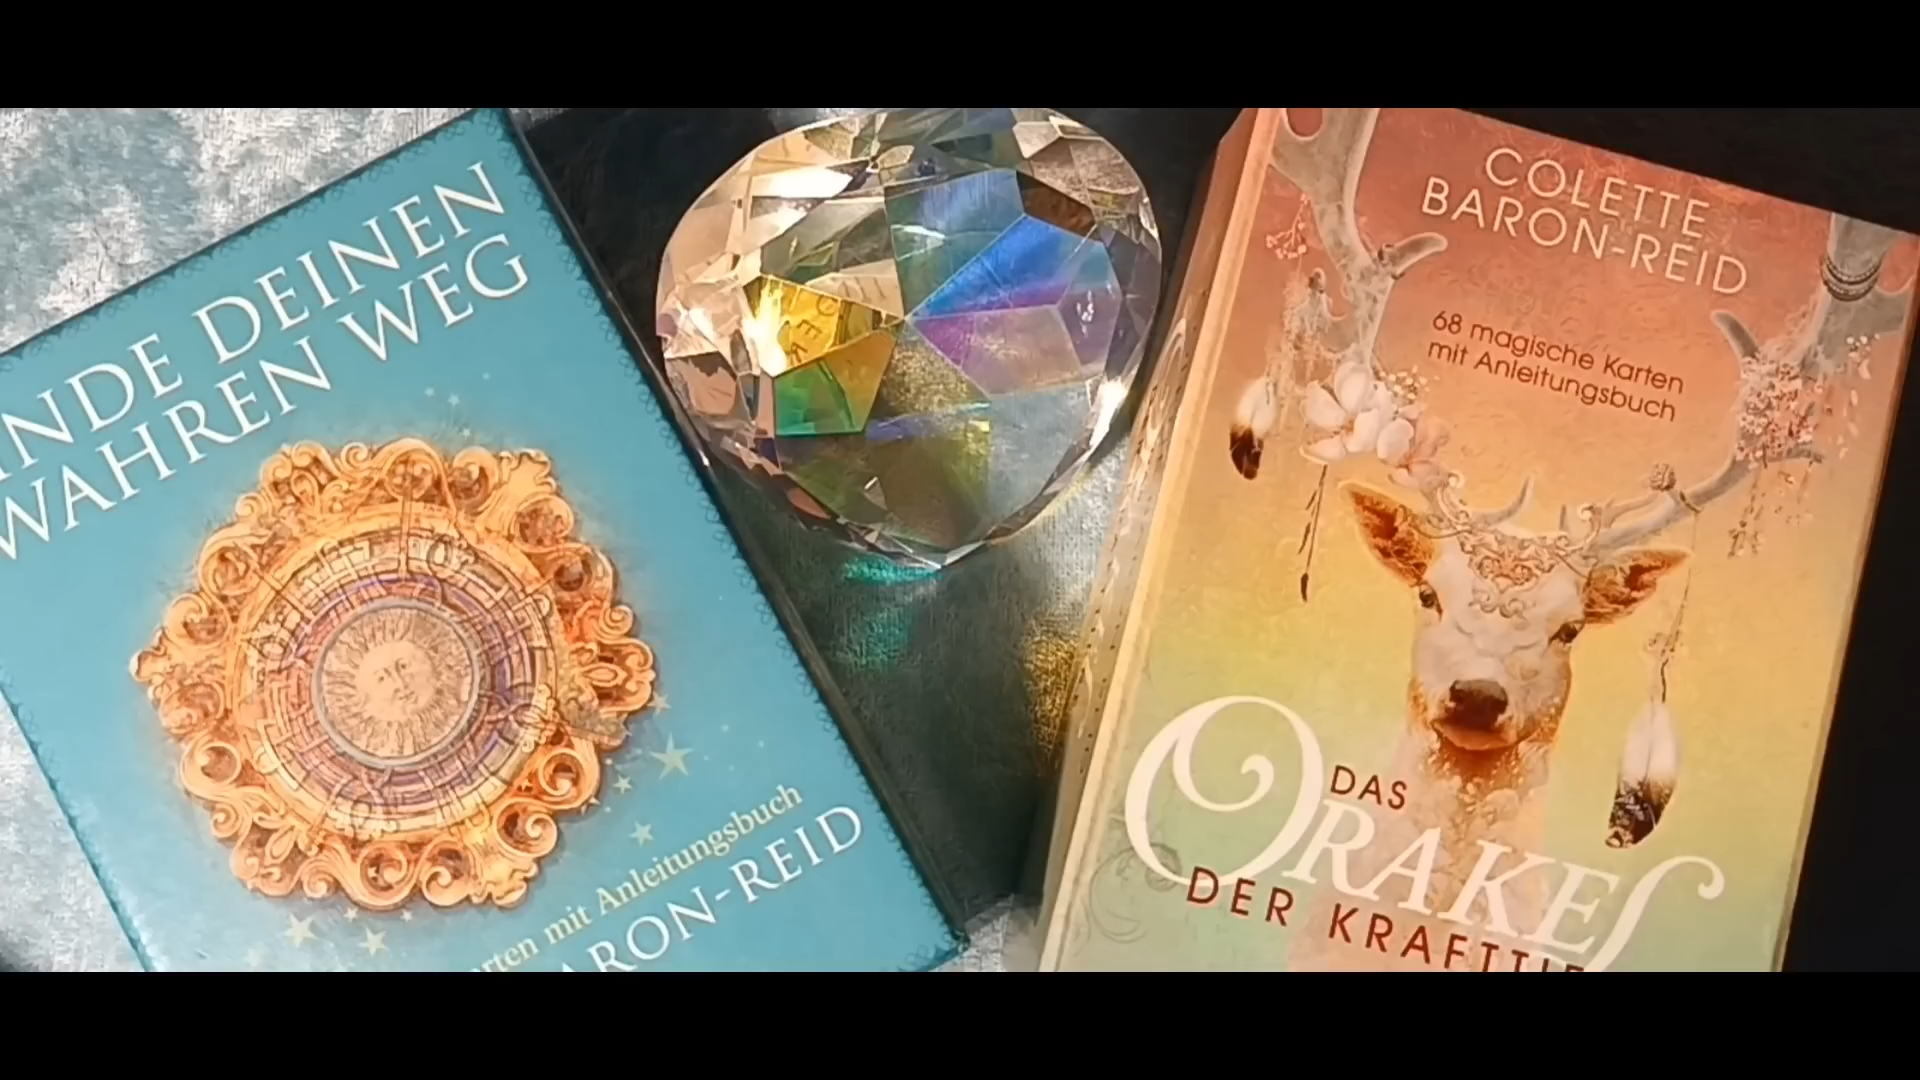 INDE DEINEN
WAHREN WEG
rten mit Anleitungsbuch
ARON-REID
COLETTE
BARON-REID
68 magische Karten
mit Anleitungsbuch
DAS
ORAKEL
DER KRAFTTIE